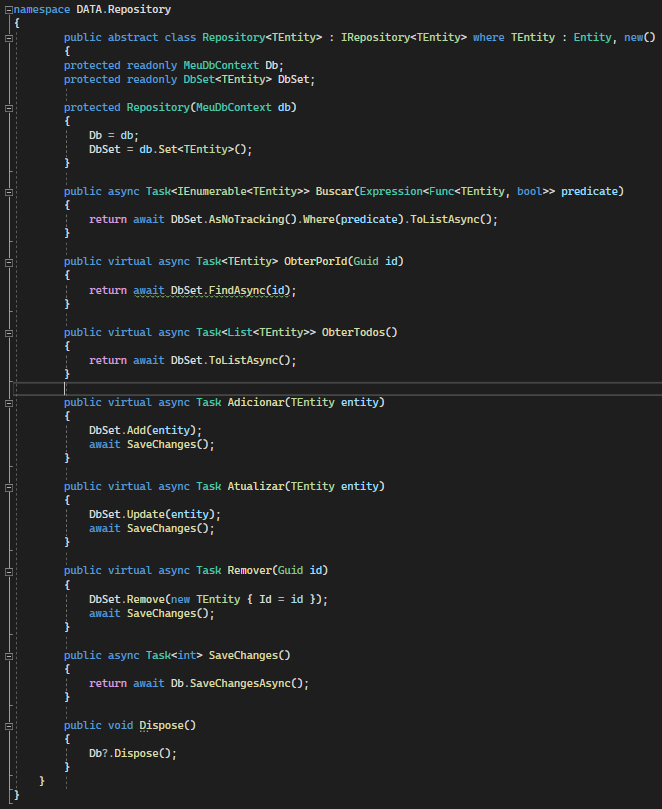 namespace DATA.Repository
{
public abstract class Repository<TEntity> : IRepository<TEntity> where TEntity : Entity, new()
{
protected readonly MeuDbContext Db;
protected readonly DbSet<TEntity> DbSet;
protected Repository(MeuDbContext db)
{
Db = db;
DbSet = db.Set<TEntity>();
}
public async Task<IEnumerable<TEntity>> Buscar(Expression<Func<TEntity, bool>> predicate)
{
return await DbSet.AsNoTracking().Where(predicate).ToListAsync();
}
public virtual async Task<TEntity> ObterPorId(Guid id)
{
return await DbSet.FindAsync(id);
}
public virtual async Task<List<TEntity>> ObterTodos()
{
return await DbSet.ToListAsync();
}
public virtual async Task Adicionar(TEntity entity)
{
DbSet.Add(entity);
await SaveChanges();
}
public virtual async Task Atualizar(TEntity entity)
{
DbSet.Update(entity);
await SaveChanges();
}
public virtual async Task Remover(Guid id)
{
DbSet.Remove(new TEntity { Id = id });
await SaveChanges();
}
public async Task<int> SaveChanges()
{
return await Db.SaveChangesAsync();
}
public void Dispose()
{
Db?.Dispose();
}
}
}